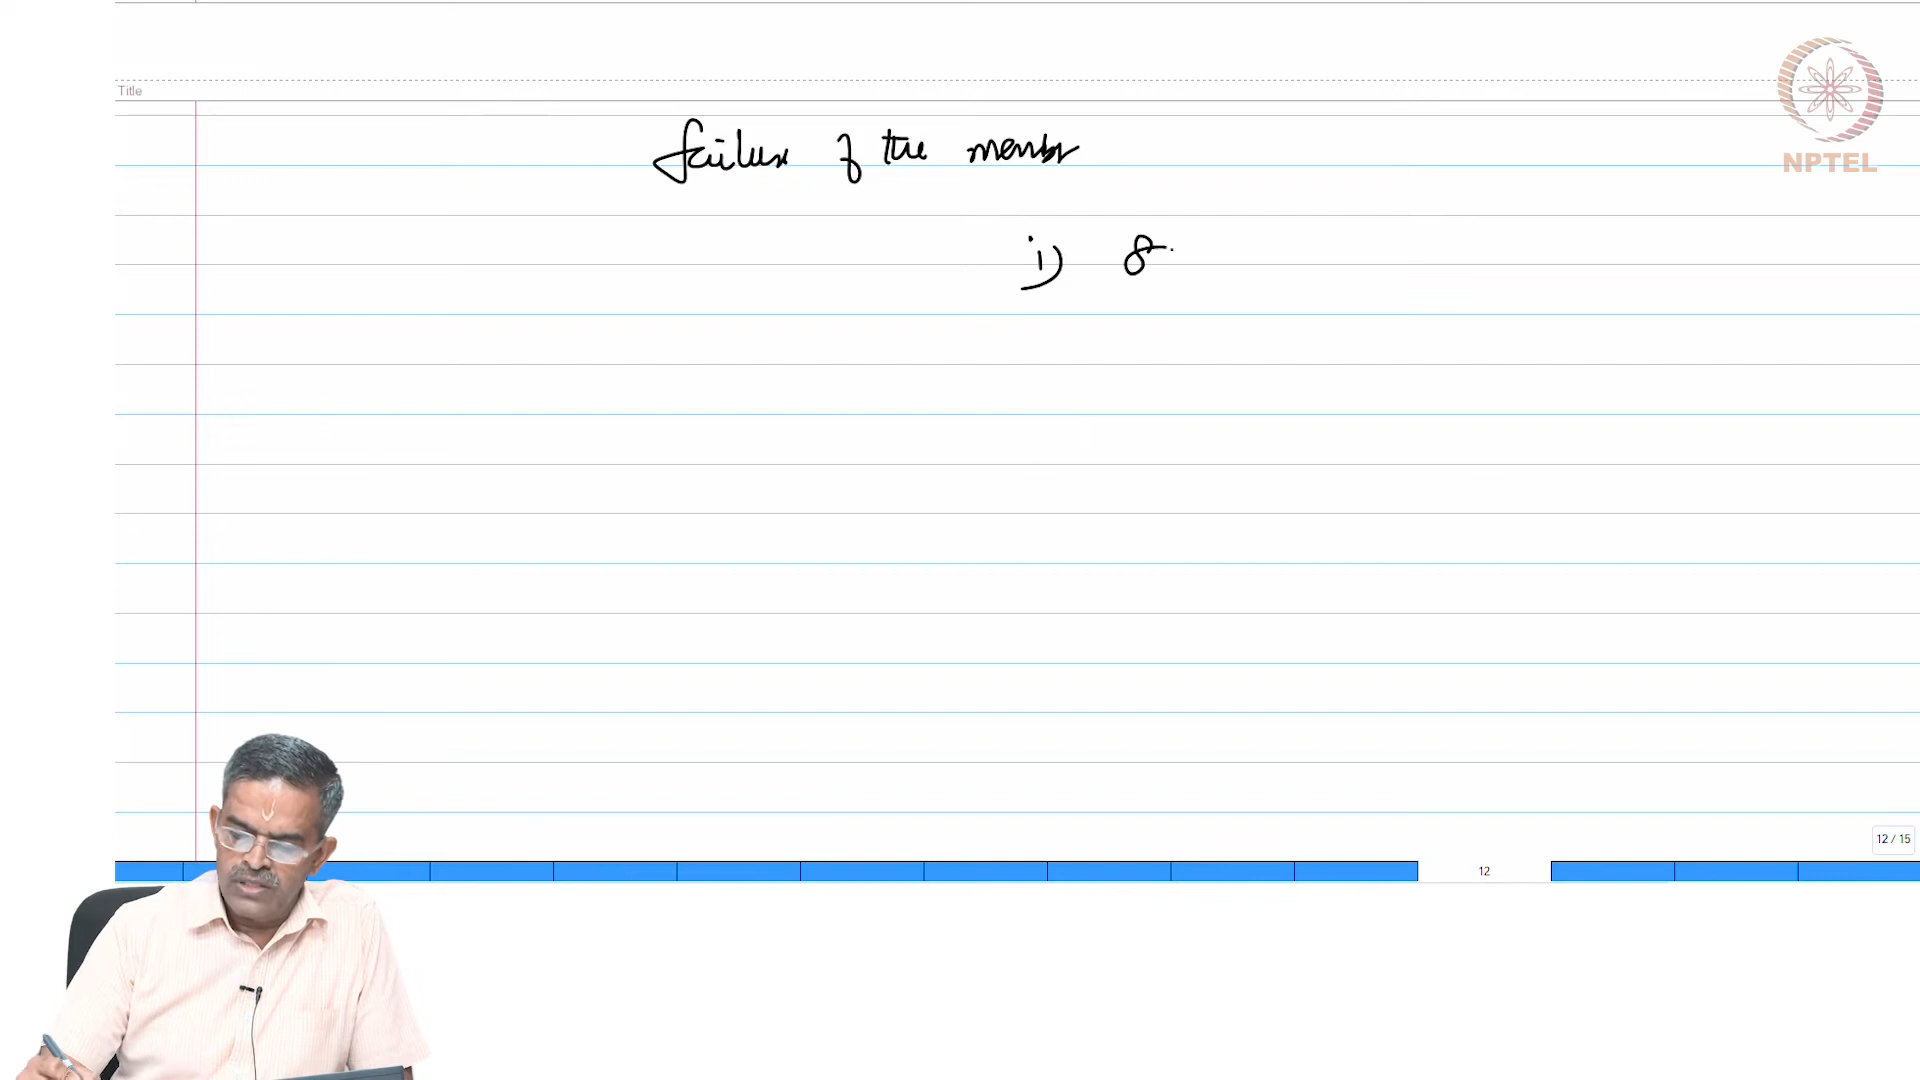 Title
NPTEL
failure of the member
i)
12 / 15
12